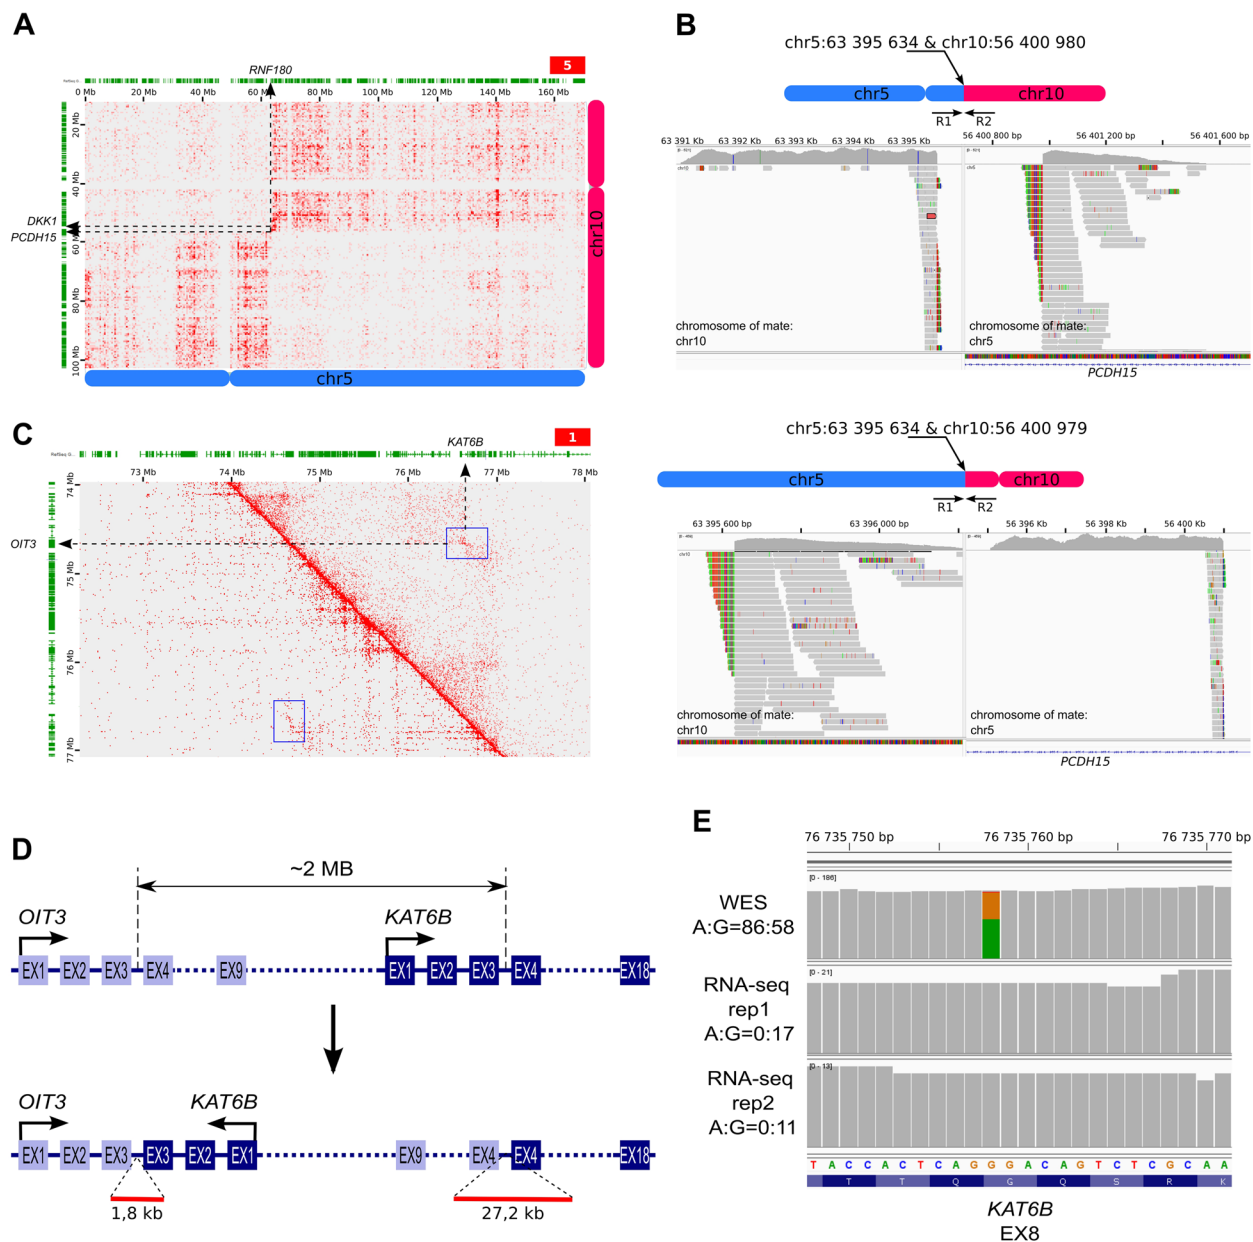 A
RNF180
5
0 Mb 20 Mb 40 Mb 60 Mb 80 Mb 100 Mb 120 Mb 140 Mb 160 Mb
20 Mb
40 Mb
DKK1
PCDH15
60 Mb
80 Mb
100 Mb
chr10
chr5
B
chr5:63 395 634 & chr10:56 400 980
chr5 chr10
R1 R2
63 391 Kb 63 392 Kb 63 393 Kb 63 394 Kb 63 395 Kb
56 400 800 bp 56 401 200 bp 56 401 600 bp
chromosome of mate:
chr10
chromosome of mate:
chr5
PCDH15
chr5:63 395 634 & chr10:56 400 979
chr5 chr10
R1 R2
63 395 600 bp 63 396 000 bp
56 396 Kb 56 398 Kb 56 400 Kb
chromosome of mate:
chr10
chromosome of mate:
chr5
PCDH15
C
KAT6B
1
73 Mb 74 Mb 75 Mb 76 Mb 77 Mb 78 Mb
74 Mb
OIT3
75 Mb
76 Mb
77 Mb
D
~2 MB
OIT3 KAT6B
EX1 EX2 EX3 EX4 EX9 EX1 EX2 EX3 EX4 EX18
OIT3 KAT6B
EX1 EX2 EX3 EX3 EX2 EX1 EX9 EX4 EX4 EX18
1,8 kb 27,2 kb
E
76 735 750 bp 76 735 760 bp 76 735 770 bp
[0 - 186]
WES
A:G=86:58
[0 - 21]
RNA-seq
rep1
A:G=0:17
[0 - 13]
RNA-seq
rep2
A:G=0:11
T A C C A C T C A G G G A C A G T C T C G C A A
T T Q G Q S R K
KAT6B
EX8